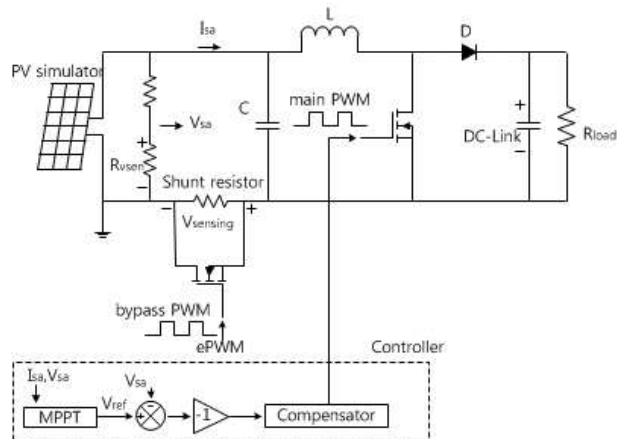 Isa
L
D
PV simulator
Vsa
C
main PWM
+
DC-Link
−
Rload
+
Rvsen
−
Shunt resistor
−
+
Vsensing
bypass PWM
ePWM
Controller
Isa,Vsa
Vsa
Vref
MPPT
+
−
-1
Compensator